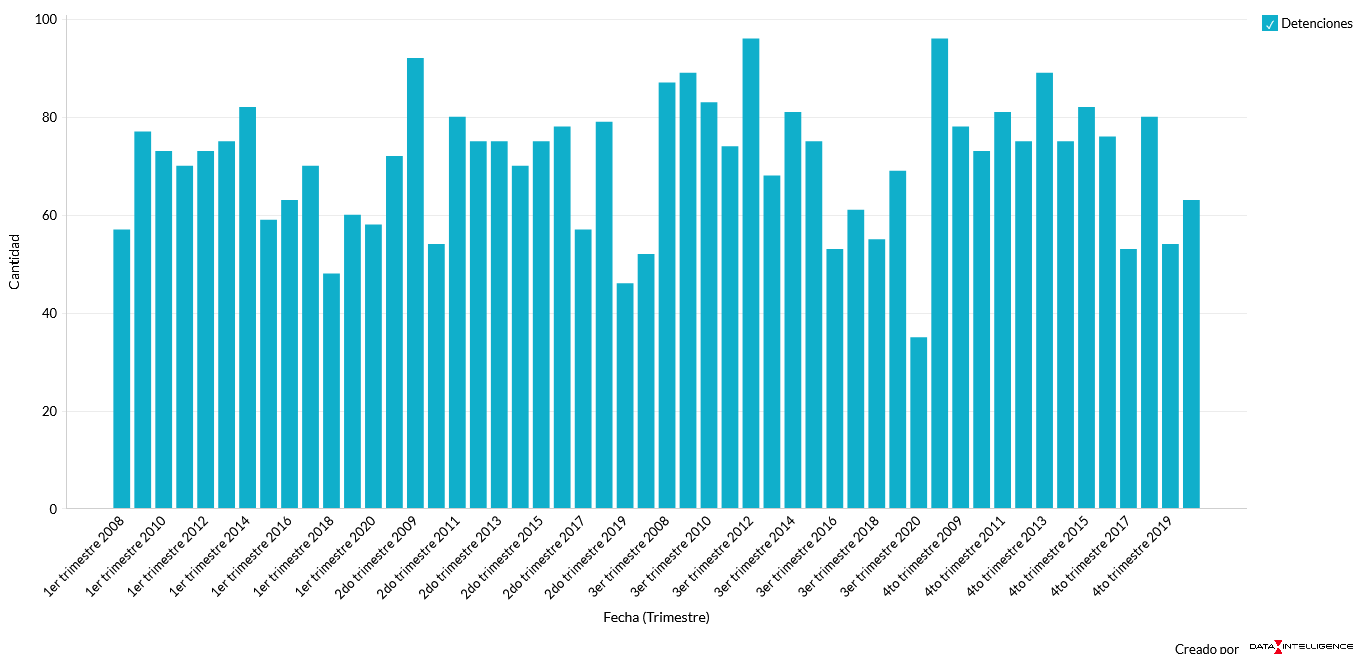 100
80
60
40
20
0
Cantidad
✓ Detenciones
1er trimestre 2008
1er trimestre 2010
1er trimestre 2012
1er trimestre 2014
1er trimestre 2016
1er trimestre 2018
1er trimestre 2020
2do trimestre 2009
2do trimestre 2011
2do trimestre 2013
2do trimestre 2015
2do trimestre 2017
2do trimestre 2019
3er trimestre 2008
3er trimestre 2010
3er trimestre 2012
3er trimestre 2014
3er trimestre 2016
3er trimestre 2018
3er trimestre 2020
4to trimestre 2009
4to trimestre 2011
4to trimestre 2013
4to trimestre 2015
4to trimestre 2017
4to trimestre 2019
Fecha (Trimestre)
Creado por DATA INTELLIGENCE